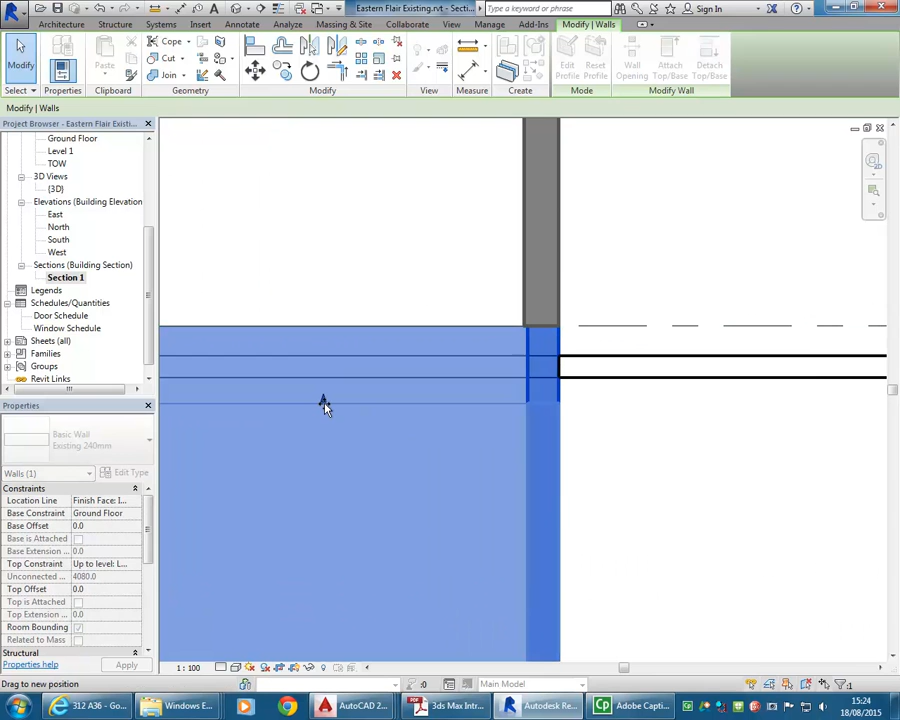 Eastern Flair Existing.rvt - Secti...
Type a keyword or phrase
Sign In
Architecture Structure Systems Insert Annotate Analyze Massing & Site Collaborate View Manage Add-Ins Modify | Walls
Modify
Properties
Paste
Cope
Cut
Join
Edit Profile
Reset Profile
Wall Opening
Attach Top/Base
Detach Top/Base
Select Properties Clipboard Geometry Modify View Measure Create Mode Modify Wall
Modify | Walls
Project Browser - Eastern Flair Existi...
Ground Floor
Level 1
TOW
3D Views
{3D}
Elevations (Building Elevation
East
North
South
West
Sections (Building Section)
Section 1
Legends
Schedules/Quantities
Door Schedule
Window Schedule
Sheets (all)
Families
Groups
Revit Links
Properties
Basic Wall
Existing 240mm
Walls (1)
Edit Type
Constraints
Location Line Finish Face: I...
Base Constraint Ground Floor
Base Offset 0.0
Base is Attached
Base Extension ... 0.0
Top Constraint Up to level: L...
Unconnected ... 4080.0
Top Offset 0.0
Top is Attached
Top Extension ... 0.0
Room Bounding
Related to Mass
Structural
Properties help
Apply
1 : 100
Drag to new position
:0
Main Model
:1
312 A36 - Go...
Windows E...
AutoCAD 2...
3ds Max Intr...
Autodesk Re...
Adobe Capti...
15:24
18/08/2015